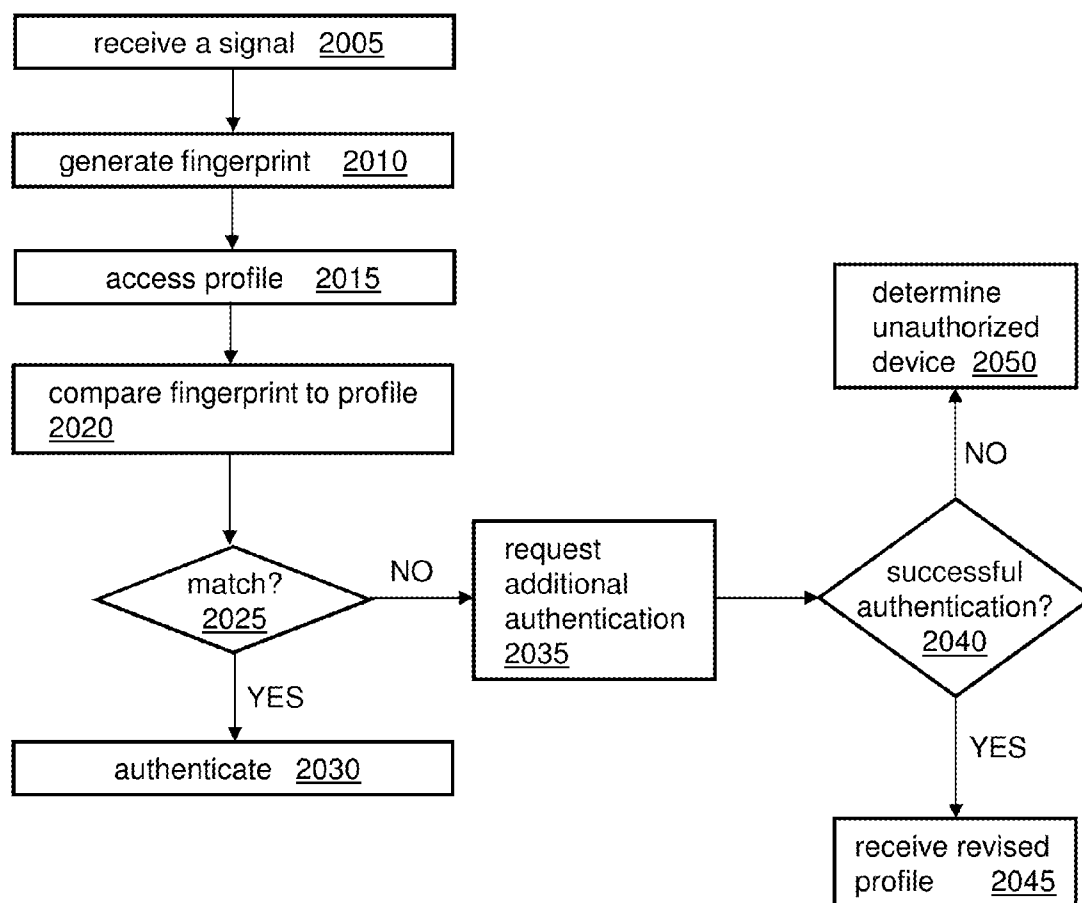 receive a signal 2005
generate fingerprint 2010
access profile 2015
compare fingerprint to profile
2020
match?
2025
NO
YES
authenticate 2030
request
additional
authentication
2035
successful
authentication?
2040
NO
determine
unauthorized
device 2050
YES
receive revised
profile 2045